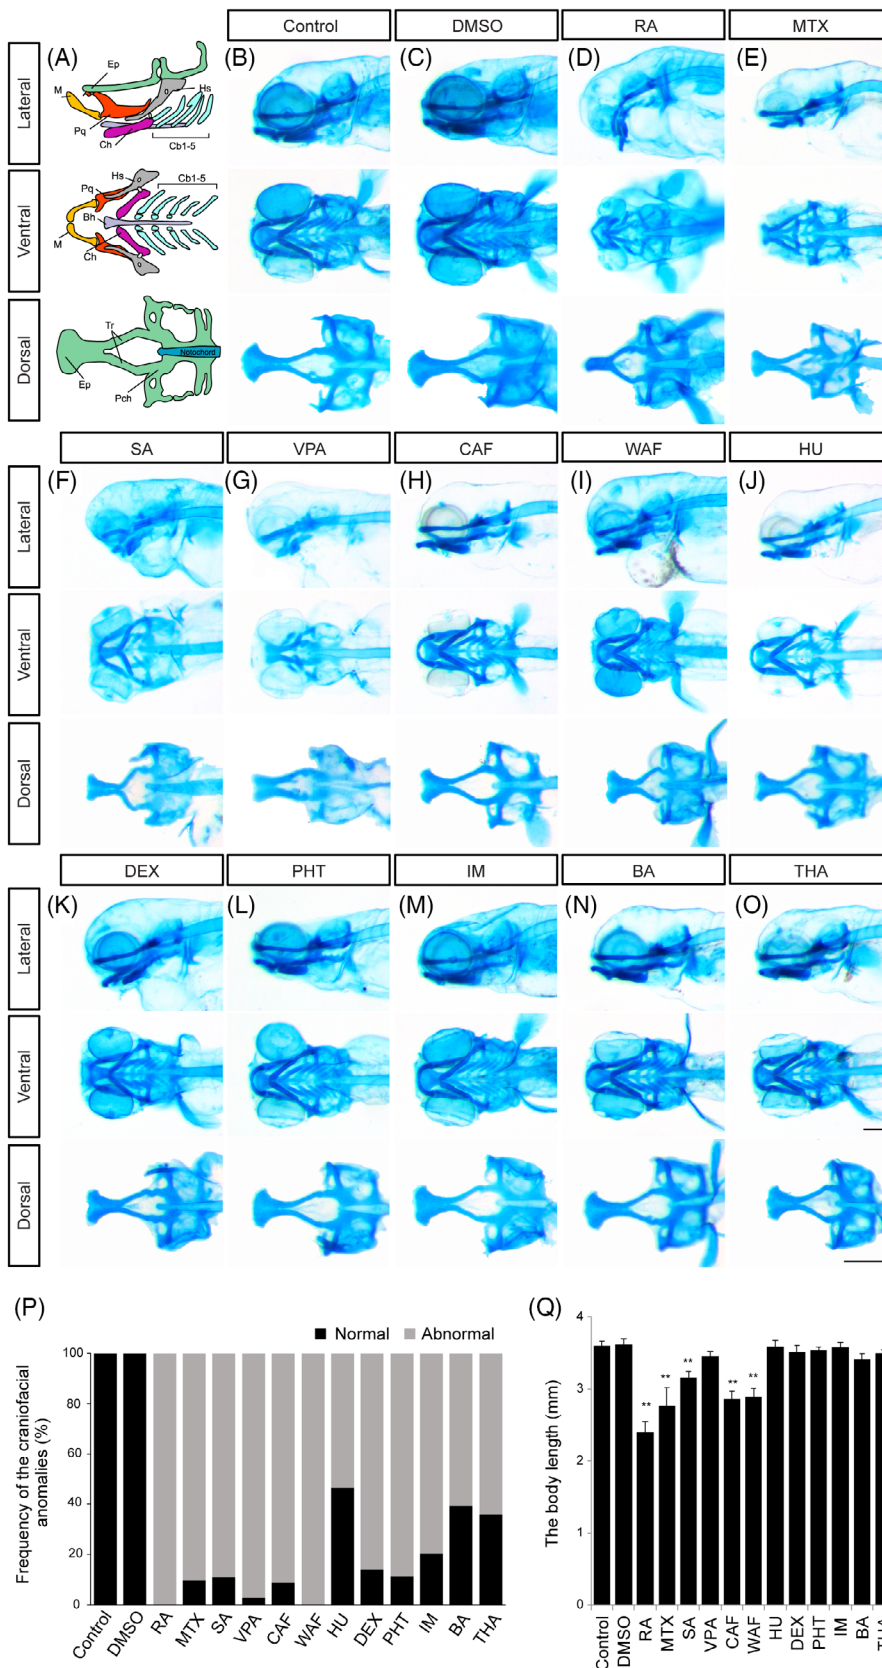 Control DMSO RA MTX
Lateral
(A) (B) (C) (D) (E)
Ep
M
Hs
Pq
Ch
Cb1-5
Ventral
Hs
Pq
Cb1-5
Bh
M
Ch
Dorsal
Tr
Notochord
Ep
Pch
SA VPA CAF WAF HU
Lateral
(F) (G) (H) (I) (J)
Ventral
Dorsal
DEX PHT IM BA THA
Lateral
(K) (L) (M) (N) (O)
Ventral
Dorsal
(P)
Normal Abnormal
Frequency of the craniofacial
anomalies (%)
100
80
60
40
20
0
Control DMSO RA MTX SA VPA CAF WAF HU DEX PHT IM BA THA
(Q)
The body length (mm)
4
3
2
1
0
** ** ** ** **
Control DMSO RA MTX SA VPA CAF WAF HU DEX PHT IM BA